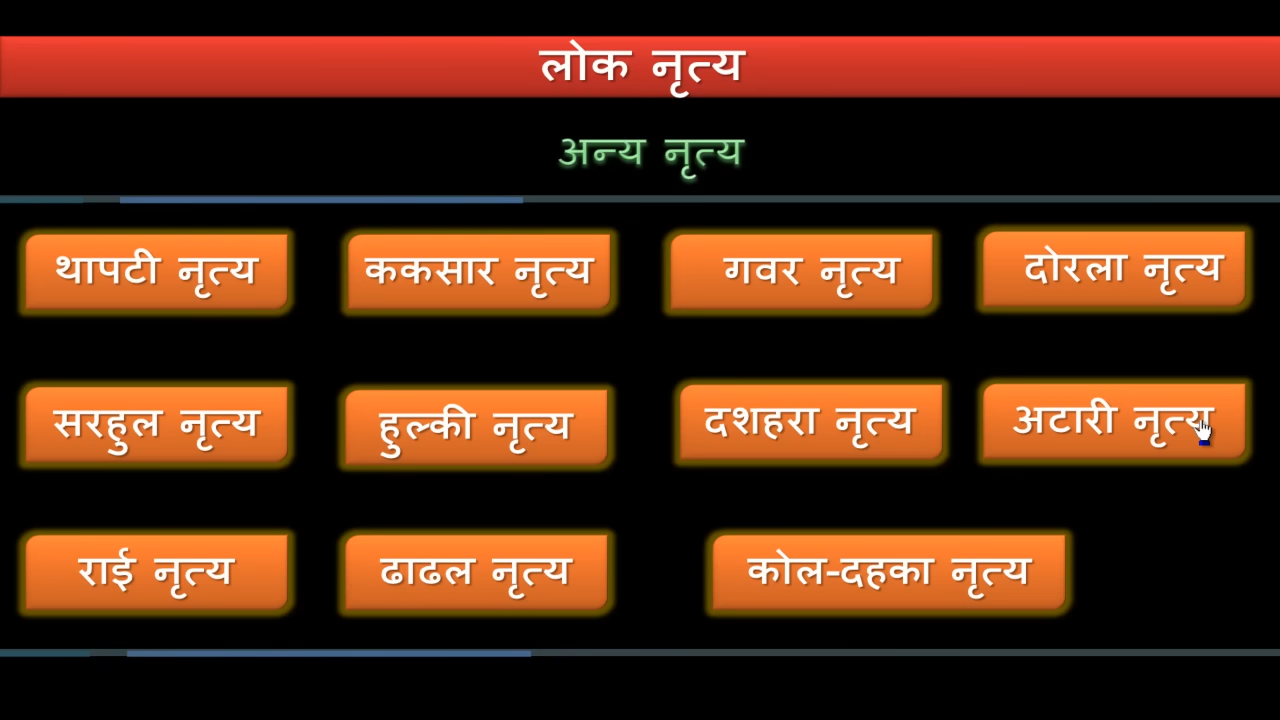 लोक नृत्य
अन्य नृत्य
थापटी नृत्य
ककसार नृत्य
गवर नृत्य
दोरला नृत्य
सरहुल नृत्य
हुल्की नृत्य
दशहरा नृत्य
अटारी नृत्य
राई नृत्य
ढाढल नृत्य
कोल-दहका नृत्य